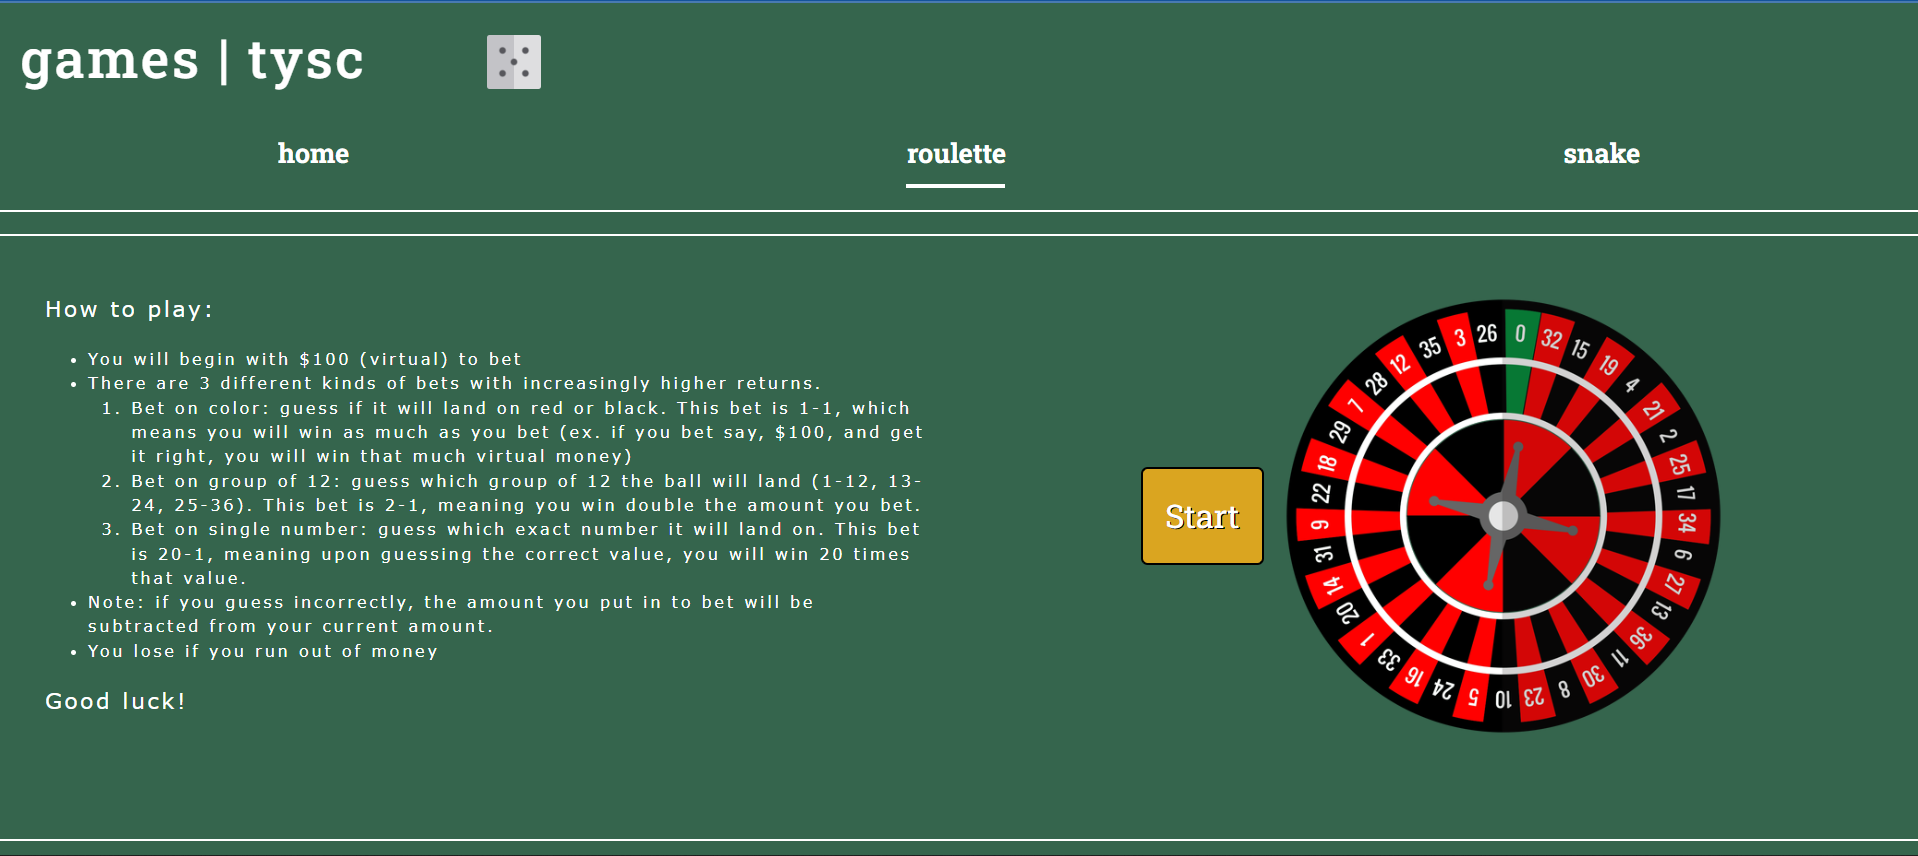 games | tysc
home
roulette
snake
How to play:
• You will begin with $100 (virtual) to bet
• There are 3 different kinds of bets with increasingly higher returns.
1. Bet on color: guess if it will land on red or black. This bet is 1-1, which
means you will win as much as you bet (ex. if you bet say, $100, and get
it right, you will win that much virtual money)
2. Bet on group of 12: guess which group of 12 the ball will land (1-12, 13-
24, 25-36). This bet is 2-1, meaning you win double the amount you bet.
3. Bet on single number: guess which exact number it will land on. This bet
is 20-1, meaning upon guessing the correct value, you will win 20 times
that value.
• Note: if you guess incorrectly, the amount you put in to bet will be
subtracted from your current amount.
• You lose if you run out of money
Good luck!
Start
0
32
15
19
4
21
2
25
17
34
6
27
13
36
11
30
8
23
10
5
24
16
33
1
20
14
31
9
22
18
29
7
28
12
35
3
26